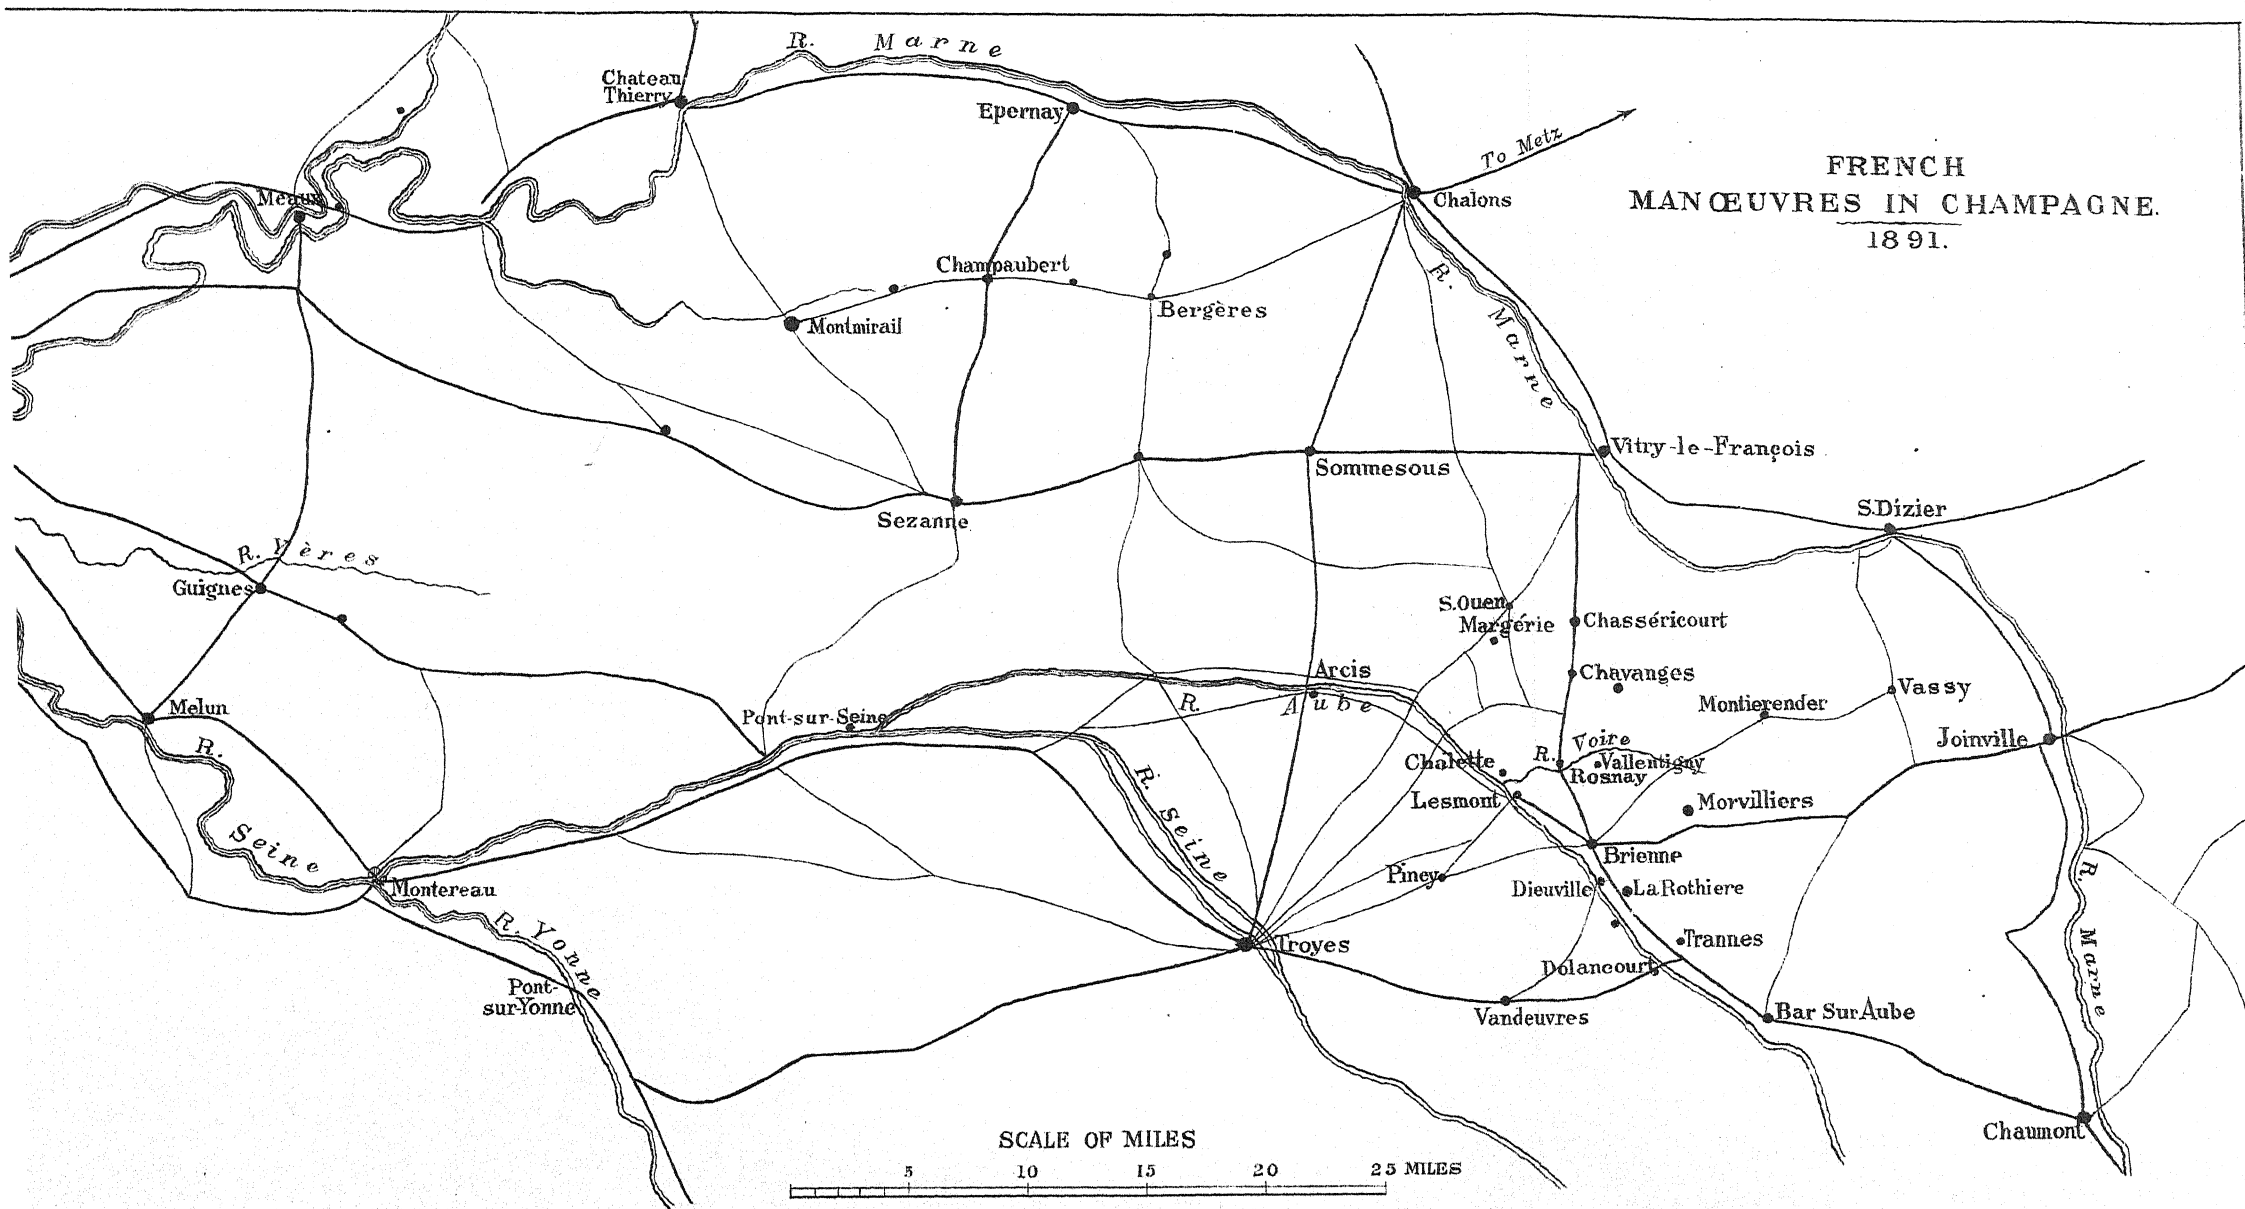 R. Marne
Chateau
Thierry
Epernay
To Metz
FRENCH
MANŒUVRES IN CHAMPAGNE.
1891.
Meaux
Chalons
Champaubert
R. Marne
Bergères
Montmirail
Vitry-le-François
Sommesous
S.Dizier
Sezanne
R. Yères
Guignes
S.Ouen
Margérie
Chasséricourt
Arcis
Chavanges
Vassy
Melun
Pont-sur-Seine
R. Aube
Montierender
Joinville
R. Voire
Chalette
Vallentigny
Rosnay
R. Seine
Lesmont
Morvilliers
R. Seine
Brienne
Piney
Dieuville
La Rothiere
Montereau
R. Yonne
R. Marne
Troyes
Trannes
Dolancourt
Pont-
sur-Yonne
Vandeuvres
Bar Sur Aube
Chaumont
SCALE OF MILES
5 10 15 20 25 MILES